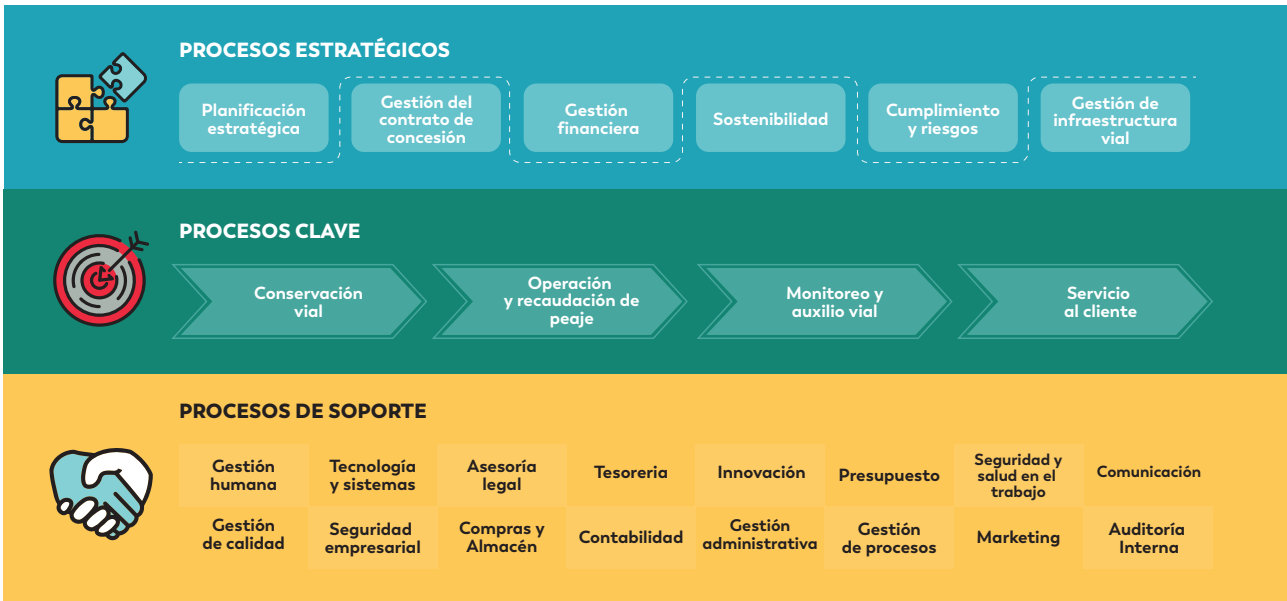 PROCESOS ESTRATÉGICOS
Planificación
estratégica
Gestión del
contrato de
concesión
Gestión
financiera
Sostenibilidad
Cumplimiento
y riesgos
Gestión de
infraestructura
vial
PROCESOS CLAVE
Conservación
vial
Operación
y recaudación de
peaje
Monitoreo y
auxilio vial
Servicio
al cliente
PROCESOS DE SOPORTE
Gestión
humana
Tecnología
y sistemas
Asesoría
legal
Tesoreria
Innovación
Presupuesto
Seguridad y
salud en el
trabajo
Comunicación
Gestión
de calidad
Seguridad
empresarial
Compras y
Almacén
Contabilidad
Gestión
administrativa
Gestión
de procesos
Marketing
Auditoría
Interna